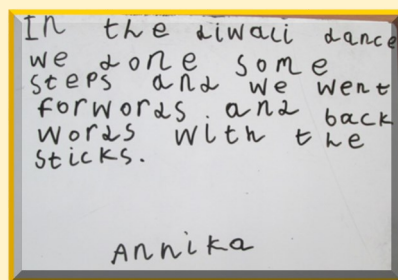 In the diwali dance
we done some
steps and we went
forwords and back
words with the
sticks.
Annika